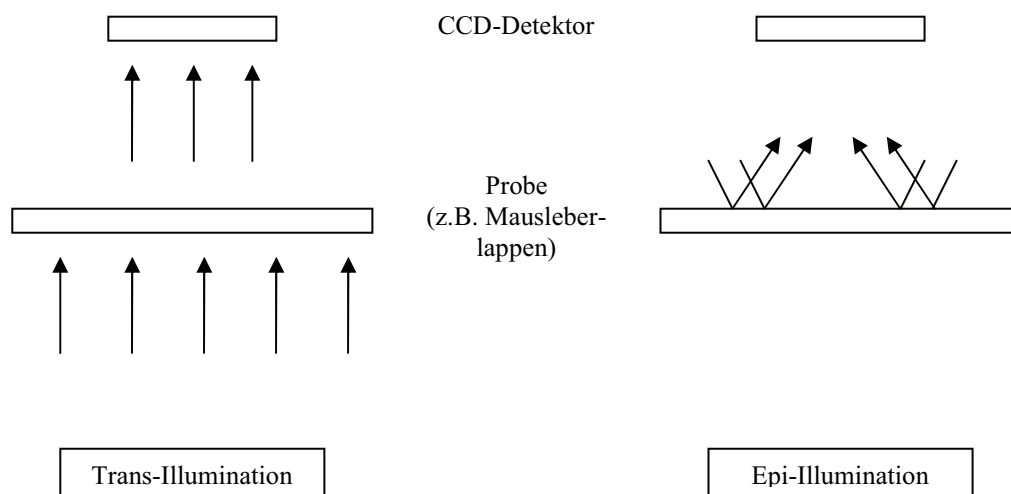 CCD-Detektor
Probe
(z.B. Mausleber-
lappen)
Trans-Illumination
Epi-Illumination